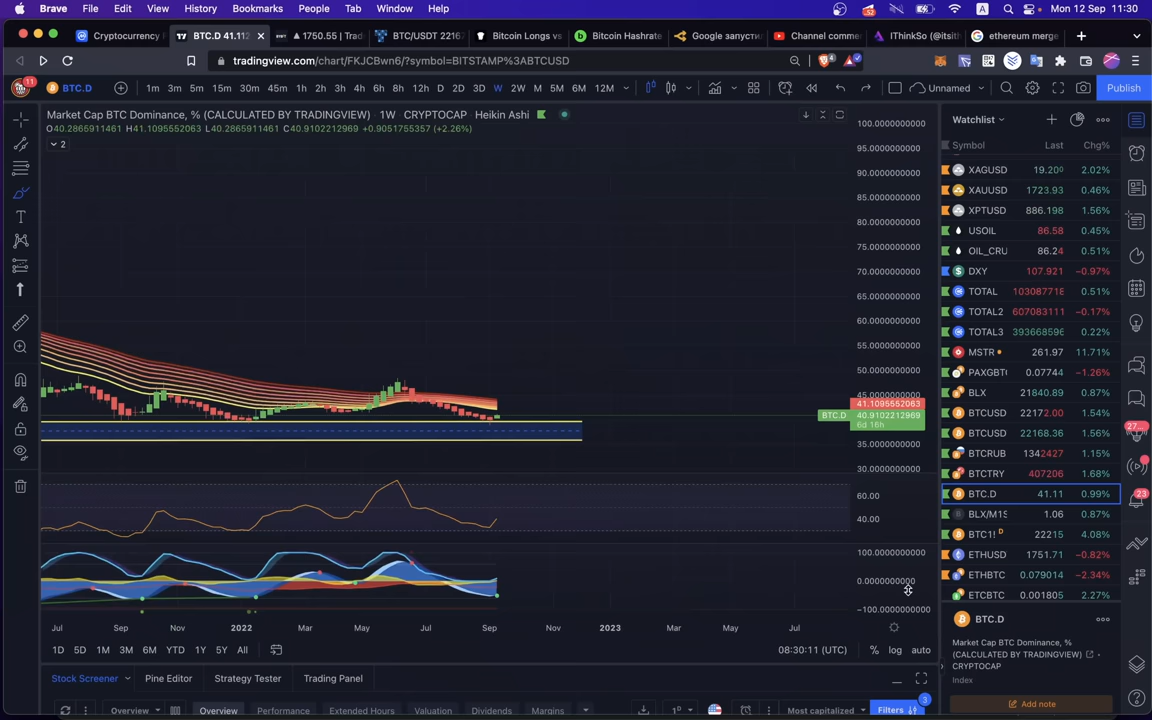 Brave File Edit View History Bookmarks People Tab Window Help 52 A Mon 12 Sep 11:30
Cryptocurrency BTC.D 41.112 ▲ 1750.55 | Trad BTC/USDT 2216 Bitcoin Longs vs Bitcoin Hashrate Google запусти Channel comme IThinkSo (@itsith ethereum merge
tradingview.com/chart/FKJCBwn6/?symbol=BITSTAMP%3ABTCUSD
11 BTC.D 1m 3m 5m 15m 30m 45m 1h 2h 3h 4h 6h 8h 12h D 2D 3D W 2W M 5M 6M 12M Unnamed Publish
Market Cap BTC Dominance, % (CALCULATED BY TRADINGVIEW) · 1W · CRYPTOCAP · Heikin Ashi
O40.2866911461 H41.1095552063 L40.2866911461 C40.9102212969 +0.9051755357 (+2.26%)
2
100.0000000000
95.0000000000
90.0000000000
85.0000000000
80.0000000000
75.0000000000
70.0000000000
65.0000000000
60.0000000000
55.0000000000
50.0000000000
45.0000000000
41.1095552063
BTC.D 40.9102212969
6d 16h
35.0000000000
30.0000000000
60.00
40.00
100.0000000000
0.0000000000
−100.0000000000
Jul Sep Nov 2022 Mar May Jul Sep Nov 2023 Mar May Jul
1D 5D 1M 3M 6M YTD 1Y 5Y All 08:30:11 (UTC) % log auto
Stock Screener Pine Editor Strategy Tester Trading Panel
Overview Overview Performance Extended Hours Valuation Dividends Margins 1D Most capitalized Filters 3
Watchlist
Symbol Last Chg%
XAGUSD 19.200 2.02%
XAUUSD 1723.93 0.46%
XPTUSD 886.198 1.56%
USOIL 86.58 0.45%
OIL_CRU 86.24 0.51%
DXY 107.921 −0.97%
TOTAL 103087718 0.51%
TOTAL2 607083111 −0.17%
TOTAL3 393668596 0.22%
MSTR 261.97 11.71%
PAXGBT 0.07744 −1.26%
BLX 21840.89 0.87%
BTCUSD 22172.00 1.54%
BTCUSD 22168.36 1.56%
BTCRUB 1342427 1.15%
BTCTRY 407206 1.68%
BTC.D 41.11 0.99%
BLX/M1S 1.06 0.87%
BTC1! D 22215 4.08%
ETHUSD 1751.71 −0.82%
ETHBTC 0.079014 −2.34%
ETCBTC 0.001805 2.27%
BTC.D
Market Cap BTC Dominance, %
(CALCULATED BY TRADINGVIEW) ·
CRYPTOCAP
Index
Add note
27...
23